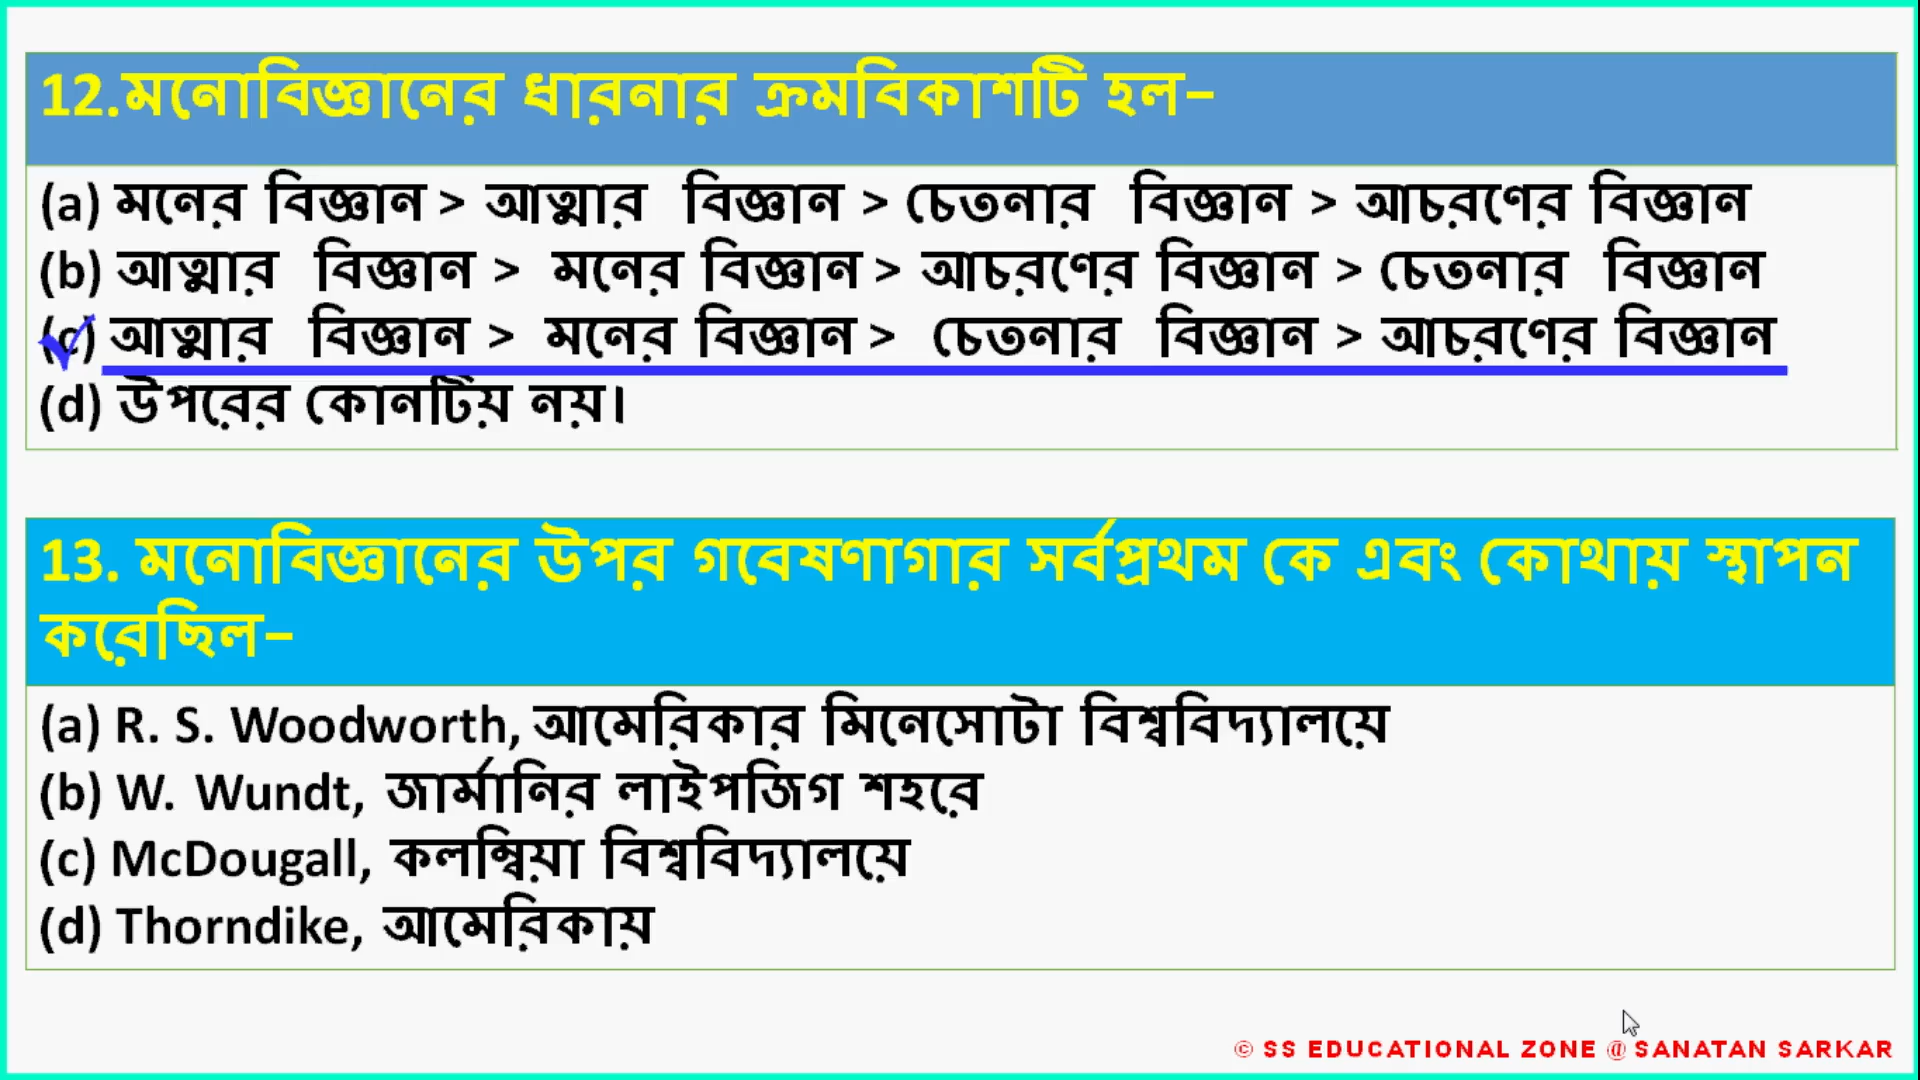 12.মনোবিজ্ঞানের ধারনার ক্রমবিকাশটি হল–
(a) মনের বিজ্ঞান > আত্মার বিজ্ঞান > চেতনার বিজ্ঞান > আচরণের বিজ্ঞান
(b) আত্মার বিজ্ঞান > মনের বিজ্ঞান > আচরণের বিজ্ঞান > চেতনার বিজ্ঞান
(c) আত্মার বিজ্ঞান > মনের বিজ্ঞান > চেতনার বিজ্ঞান > আচরণের বিজ্ঞান
(d) উপরের কোনটিয় নয়।
13. মনোবিজ্ঞানের উপর গবেষণাগার সর্বপ্রথম কে এবং কোথায় স্থাপন
করেছিল–
(a) R. S. Woodworth, আমেরিকার মিনেসোটা বিশ্ববিদ্যালয়ে
(b) W. Wundt, জার্মানির লাইপজিগ শহরে
(c) McDougall, কলম্বিয়া বিশ্ববিদ্যালয়ে
(d) Thorndike, আমেরিকায়
© SS EDUCATIONAL ZONE @ SANATAN SARKAR